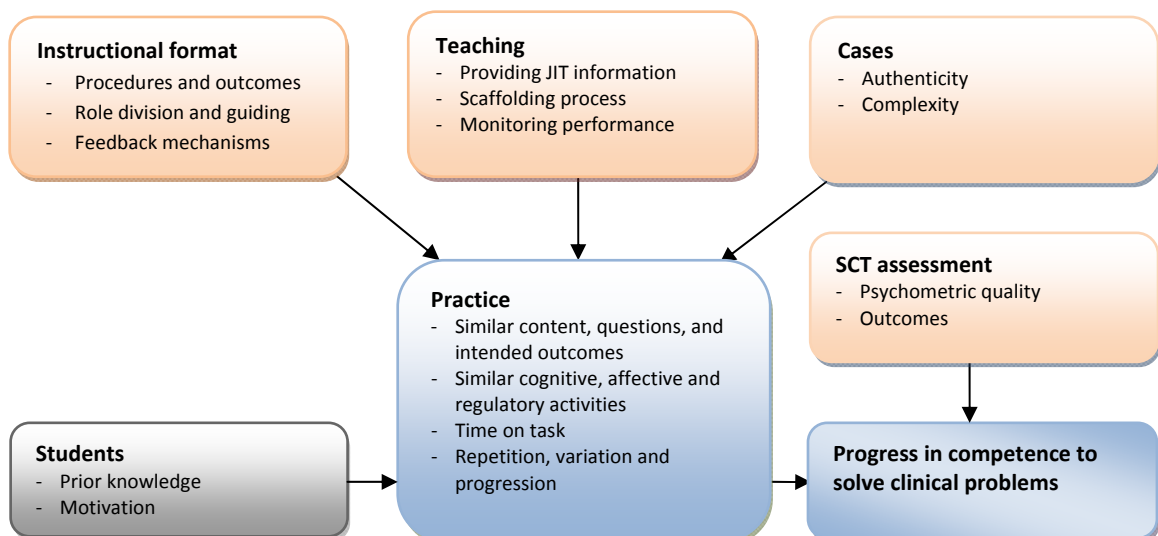 Instructional format
- Procedures and outcomes
- Role division and guiding
- Feedback mechanisms
Teaching
- Providing JIT information
- Scaffolding process
- Monitoring performance
Cases
- Authenticity
- Complexity
Practice
- Similar content, questions, and
intended outcomes
- Similar cognitive, affective and
regulatory activities
- Time on task
- Repetition, variation and
progression
SCT assessment
- Psychometric quality
- Outcomes
Students
- Prior knowledge
- Motivation
Progress in competence to
solve clinical problems